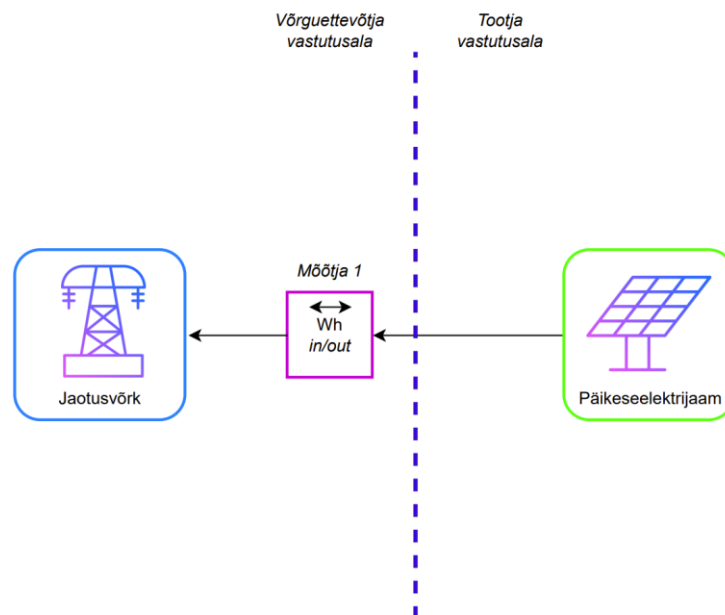 Võrguettevõtja
vastutusala
Tootja
vastutusala
Mõõtja 1
Wh
in/out
Jaotusvõrk
Päikeseelektrijaam